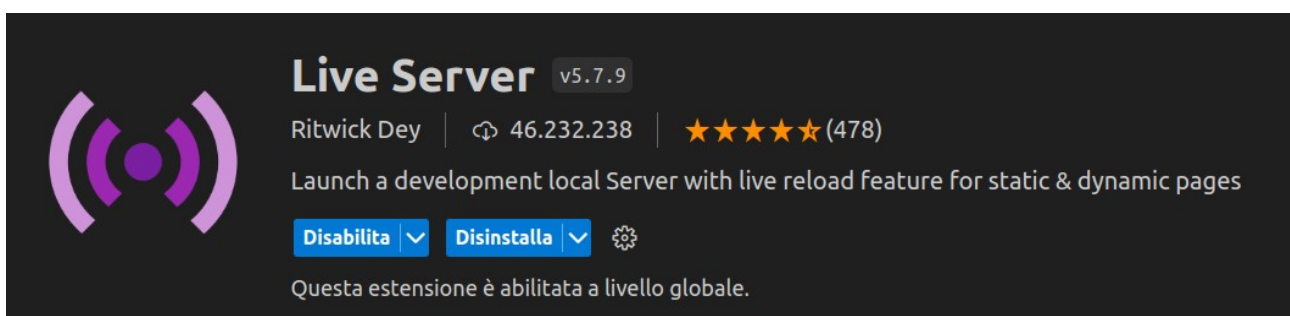 Live Server v5.7.9
Ritwick Dey 46.232.238 (478)
Launch a development local Server with live reload feature for static & dynamic pages
Disabilita Disinstalla
Questa estensione è abilitata a livello globale.